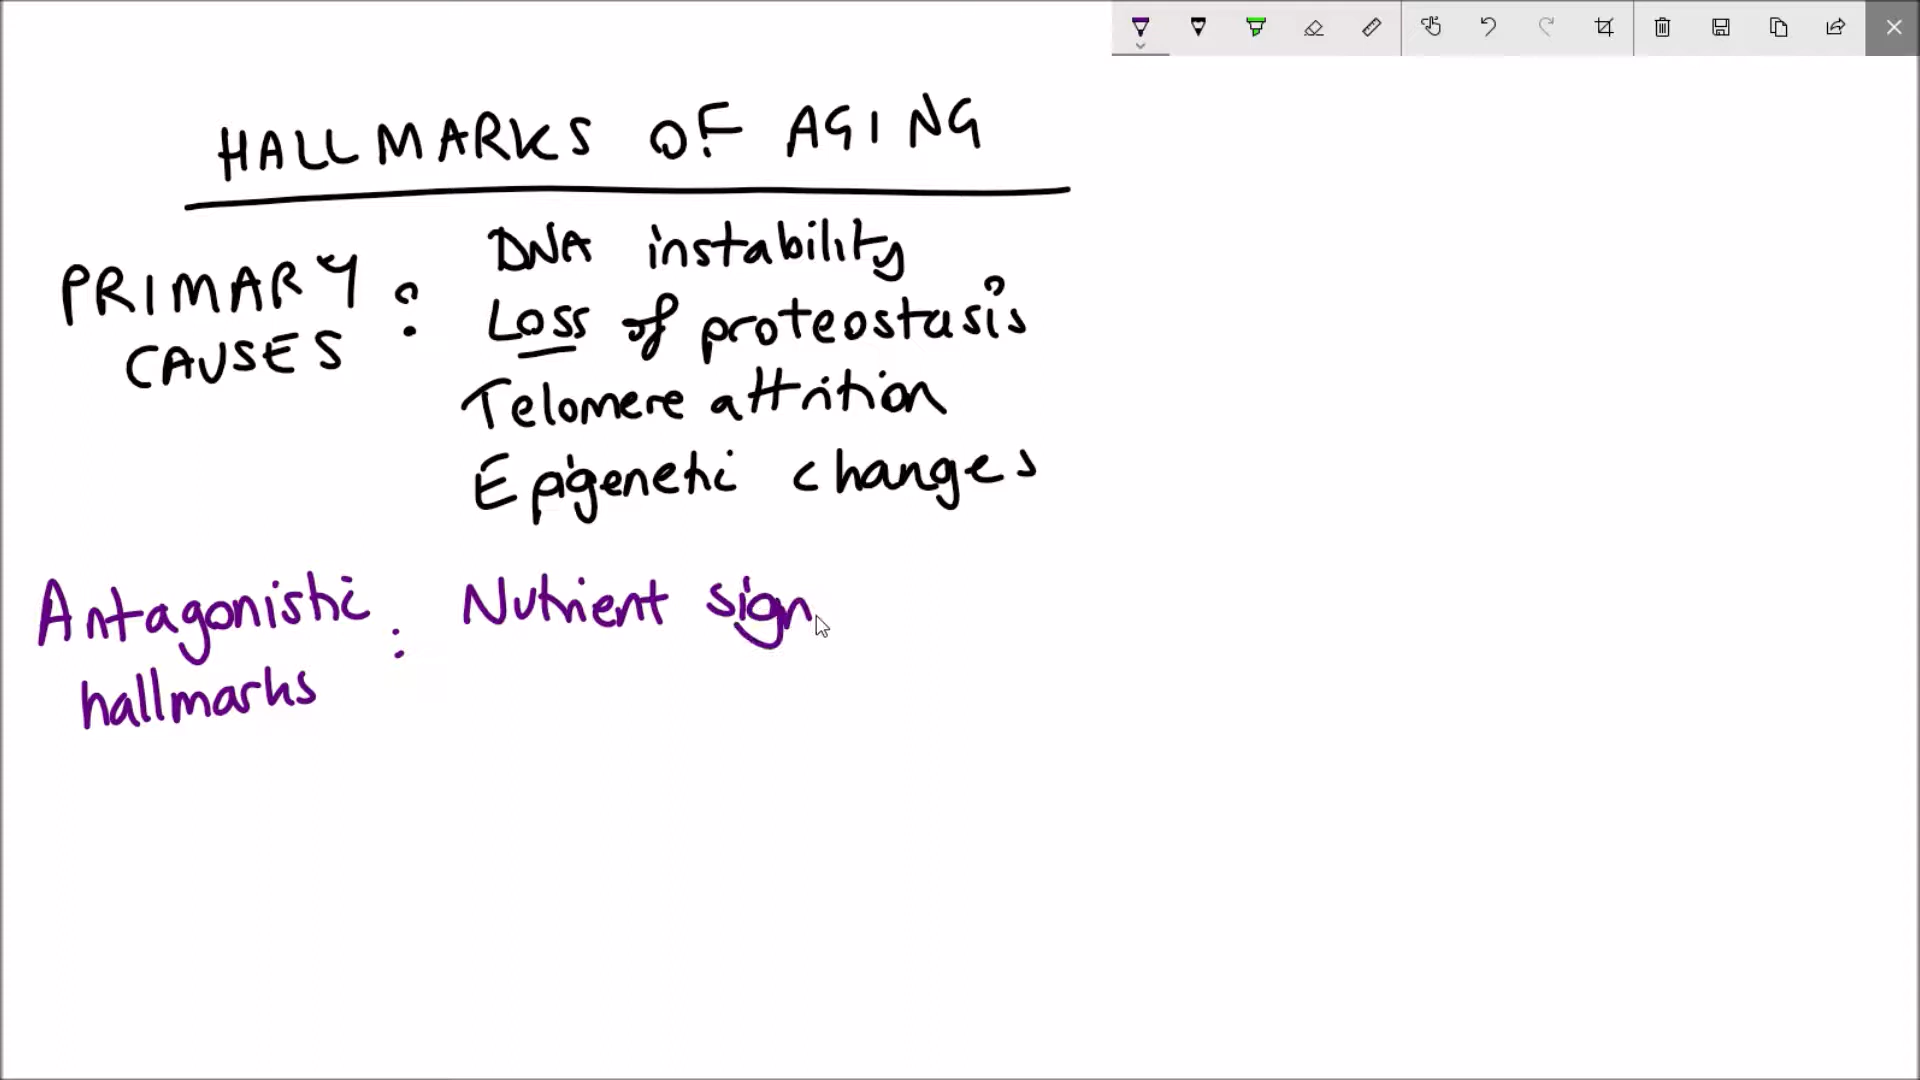 HALLMARKS OF AGING
PRIMARY CAUSES :
DNA instability
Loss of proteostasis
Telomere attrition
Epigenetic changes
Antagonistic hallmarks :
Nutrient sign